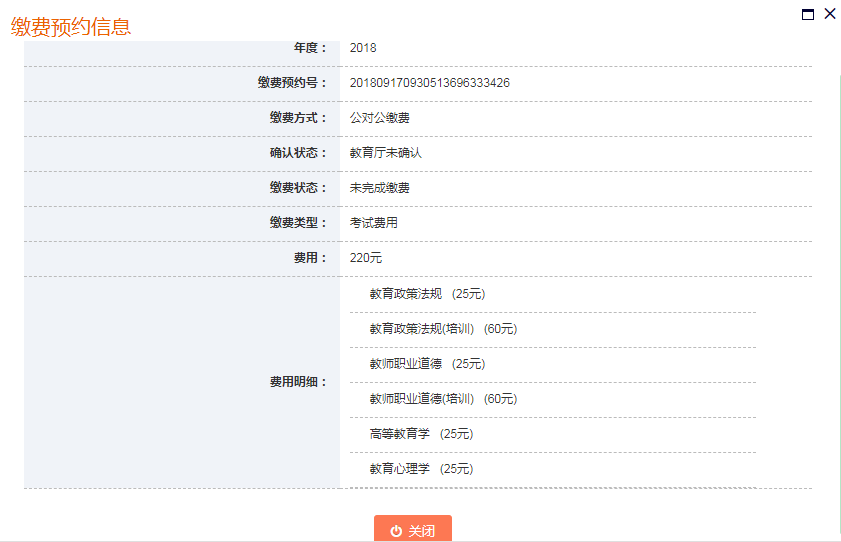 缴费预约信息
年度： 2018
缴费预约号： 201809170930513696333426
缴费方式： 公对公缴费
确认状态： 教育厅未确认
缴费状态： 未完成缴费
缴费类型： 考试费用
费用： 220元
费用明细：
教育政策法规 (25元)
教育政策法规(培训) (60元)
教师职业道德 (25元)
教师职业道德(培训) (60元)
高等教育学 (25元)
教育心理学 (25元)
关闭